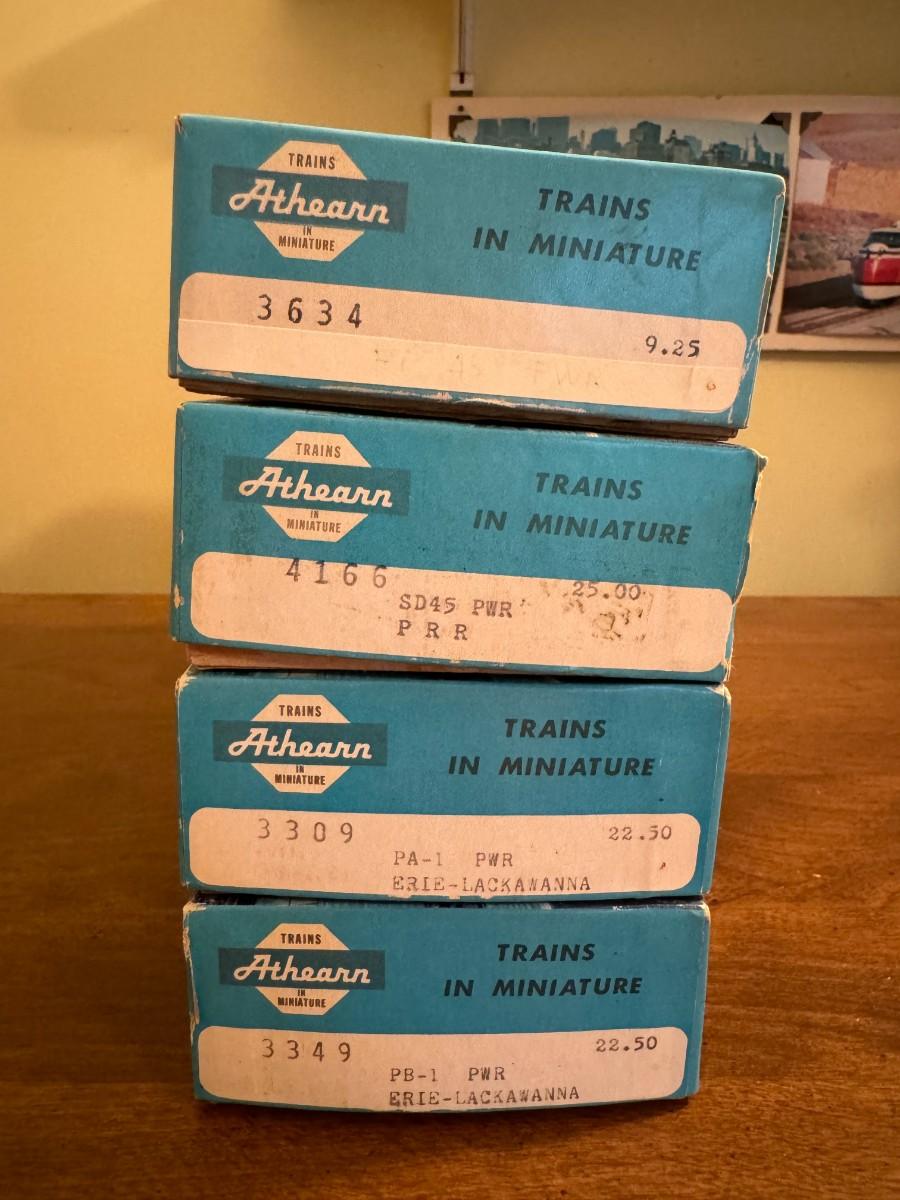 TRAINS
Athearn
IN
MINIATURE
TRAINS
IN MINIATURE
3634
9.25
PWR
TRAINS
Athearn
IN
MINIATURE
TRAINS
IN MINIATURE
4166
25.00
SD45 PWR
PRR
TRAINS
Athearn
IN
MINIATURE
TRAINS
IN MINIATURE
3309
22.50
PA-1 PWR
ERIE-LACKAWANNA
TRAINS
Athearn
IN
MINIATURE
TRAINS
IN MINIATURE
3349
22.50
PB-1 PWR
ERIE-LACKAWANNA